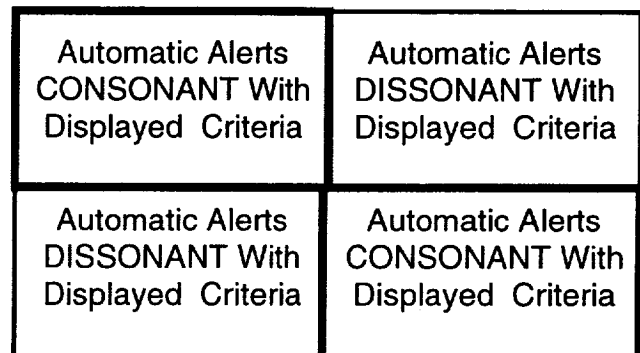 Automatic Alerts
CONSONANT With
Displayed Criteria
Automatic Alerts
DISSONANT With
Displayed Criteria
Automatic Alerts
DISSONANT With
Displayed Criteria
Automatic Alerts
CONSONANT With
Displayed Criteria